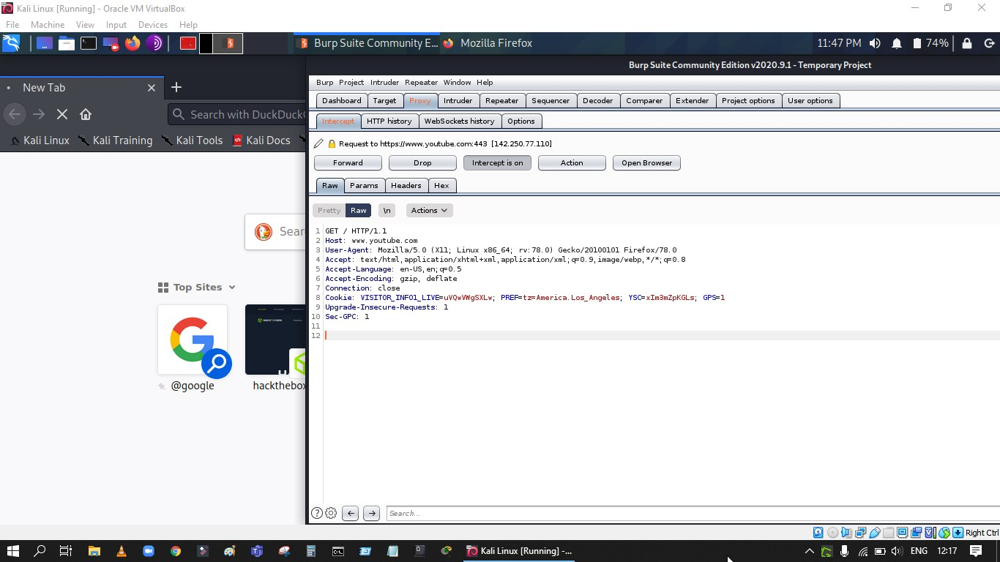 Kali Linux [Running] - Oracle VM VirtualBox
File Machine View Input Devices Help
Burp Suite Community E... Mozilla Firefox 11:47 PM 74%
Burp Suite Community Edition v2020.9.1 - Temporary Project
New Tab
Search with DuckDuck
Kali Linux Kali Training Kali Tools Kali Docs
Sear
Top Sites
HACKTHEBOX
@google hackthebox
Burp Project Intruder Repeater Window Help
Dashboard Target Proxy Intruder Repeater Sequencer Decoder Comparer Extender Project options User options
Intercept HTTP history WebSockets history Options
Request to https://www.youtube.com:443 [142.250.77.110]
Forward Drop Intercept is on Action Open Browser
Raw Params Headers Hex
Pretty Raw \n Actions
1 GET / HTTP/1.1
2 Host: www.youtube.com
3 User-Agent: Mozilla/5.0 (X11; Linux x86_64; rv:78.0) Gecko/20100101 Firefox/78.0
4 Accept: text/html,application/xhtml+xml,application/xml;q=0.9,image/webp,*/*;q=0.8
5 Accept-Language: en-US,en;q=0.5
6 Accept-Encoding: gzip, deflate
7 Connection: close
8 Cookie: VISITOR_INFO1_LIVE=uVQwVWgSXLw; PREF=tz=America.Los_Angeles; YSC=xIm3mZpKGLs; GPS=1
9 Upgrade-Insecure-Requests: 1
10 Sec-GPC: 1
11
12
Search...
Right Ctrl
Kali Linux [Running] -... ENG 12:17